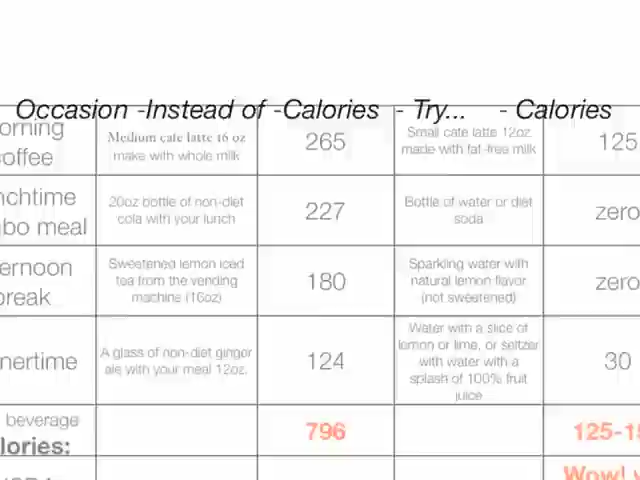 Occasion -Instead of -Calories - Try... - Calories
orning
coffee
Medium cafe latte 16 oz
make with whole milk
265
Small cafe latte 12oz
made with fat-free milk
125
nchtime
bo meal
20oz bottle of non-diet
cola with your lunch
227
Bottle of water or diet
soda
zero
ernoon
break
Sweetened lemon iced
tea from the vending
machine (16oz)
180
Sparkling water with
natural lemon flavor
(not sweetened)
zero
nertime
A glass of non-diet ginger
ale with your meal 12oz.
124
Water with a slice of
lemon or lime, or seltzer
with water with a
splash of 100% fruit
juice
30
beverage
lories:
796
125-15
Wow!